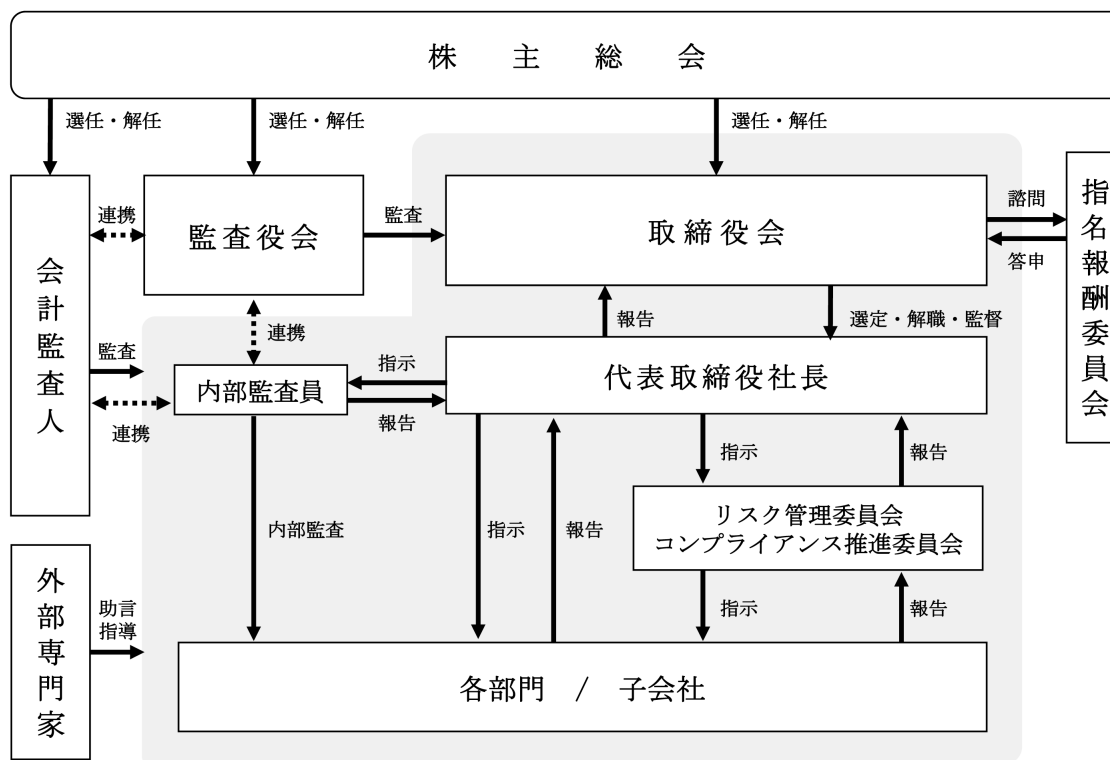 株主総会
選任・解任
選任・解任
選任・解任
会計監査人
連携
監査役会
監査
取締役会
諮問
答申
指名報酬委員会
連携
報告
選定・解職・監督
監査
連携
内部監査員
指示
報告
代表取締役社長
内部監査
指示
報告
指示
報告
リスク管理委員会
コンプライアンス推進委員会
指示
報告
外部専門家
助言
指導
各部門 / 子会社